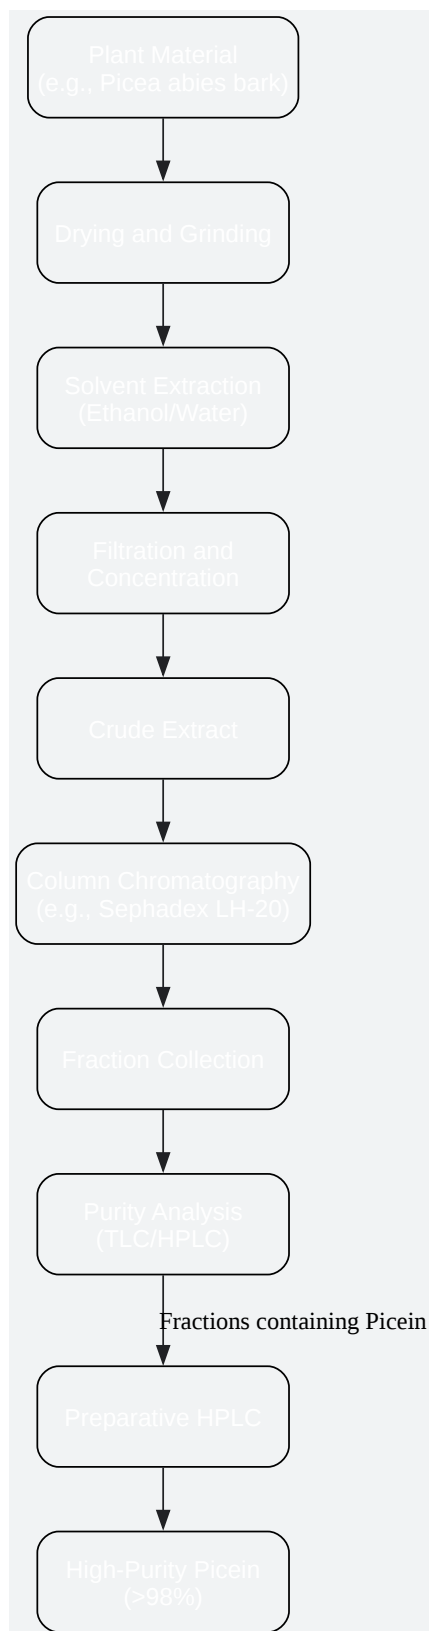 Plant Material
(e.g., Picea abies bark)
Drying and Grinding
Solvent Extraction
(Ethanol/Water)
Filtration and
Concentration
Crude Extract
Column Chromatography
(e.g., Sephadex LH-20)
Fraction Collection
Purity Analysis
(TLC/HPLC)
Fractions containing Picein
Preparative HPLC
High-Purity Picein
(>98%)